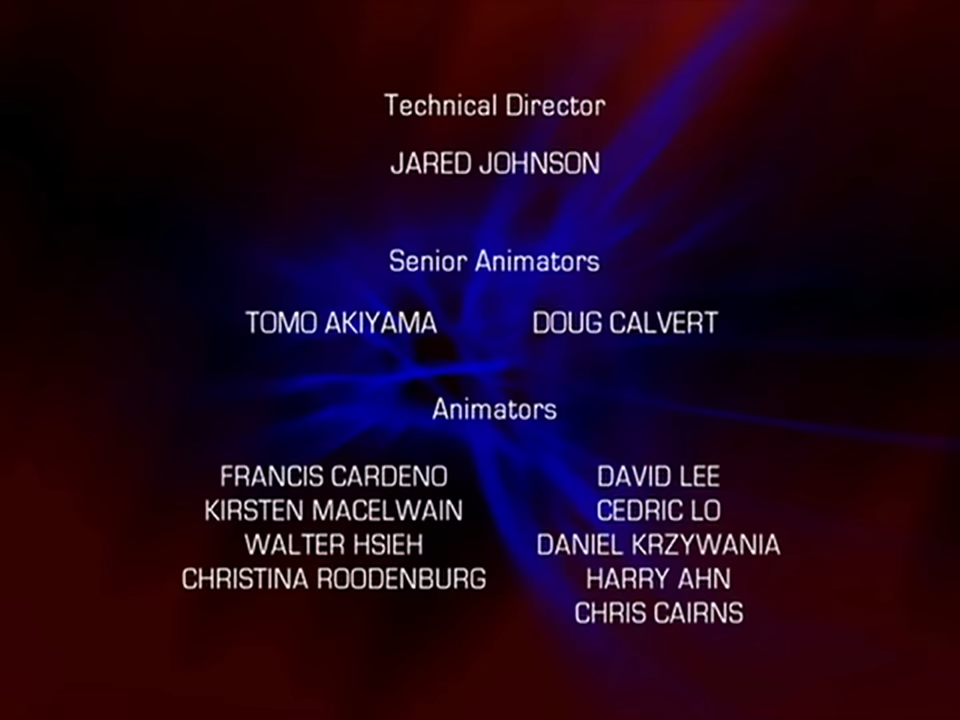 Technical Director
JARED JOHNSON
Senior Animators
TOMO AKIYAMA DOUG CALVERT
Animators
FRANCIS CARDENO DAVID LEE
KIRSTEN MACELWAIN CEDRIC LO
WALTER HSIEH DANIEL KRZYWANIA
CHRISTINA ROODENBURG HARRY AHN
CHRIS CAIRNS